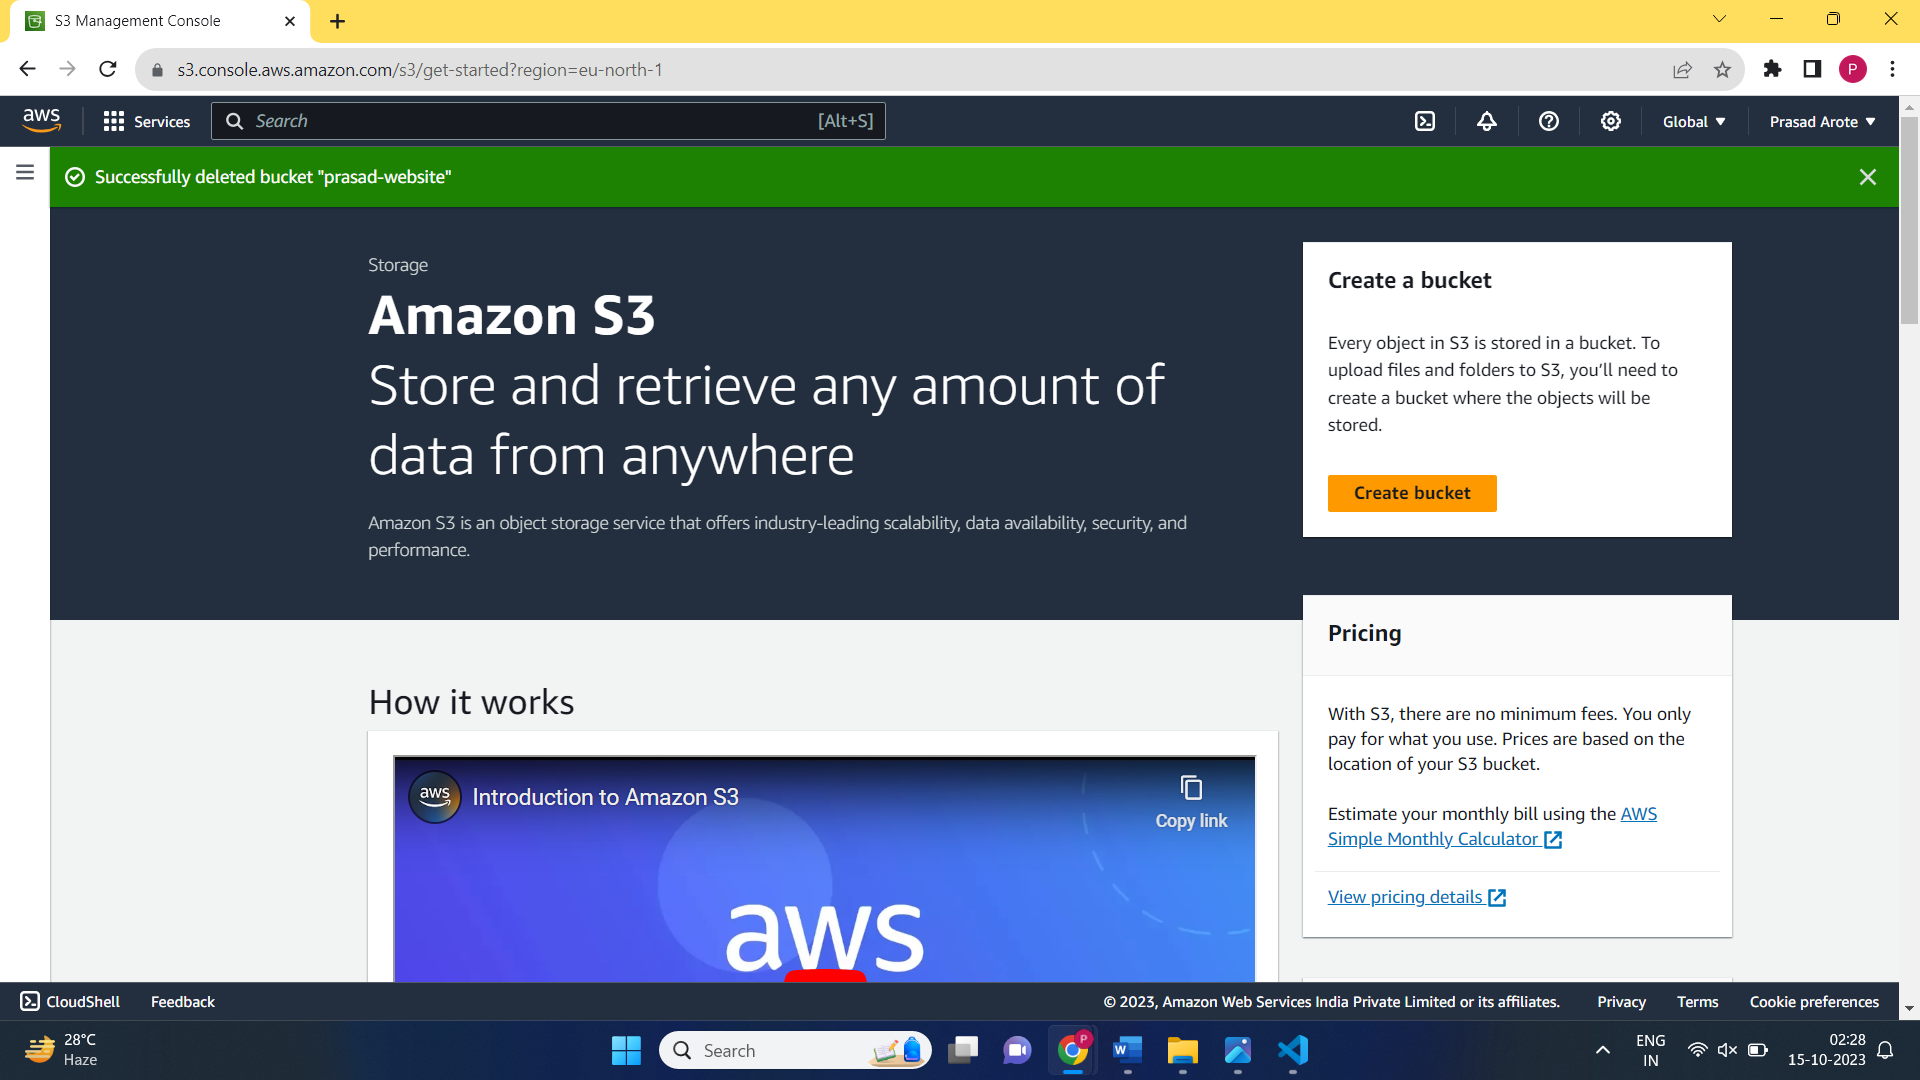 S3 Management Console
s3.console.aws.amazon.com/s3/get-started?region=eu-north-1
P
aws
Services
Search
[Alt+S]
Global
Prasad Arote
Successfully deleted bucket "prasad-website"
Storage
Amazon S3
Store and retrieve any amount of
data from anywhere
Amazon S3 is an object storage service that offers industry-leading scalability, data availability, security, and
performance.
Create a bucket
Every object in S3 is stored in a bucket. To
upload files and folders to S3, you’ll need to
create a bucket where the objects will be
stored.
Create bucket
Pricing
With S3, there are no minimum fees. You only
pay for what you use. Prices are based on the
location of your S3 bucket.
Estimate your monthly bill using the AWS
Simple Monthly Calculator
View pricing details
How it works
aws
Introduction to Amazon S3
Copy link
aws
CloudShell
Feedback
© 2023, Amazon Web Services India Private Limited or its affiliates.
Privacy
Terms
Cookie preferences
28°C
Haze
Search
P
W
ENG
IN
02:28
15-10-2023